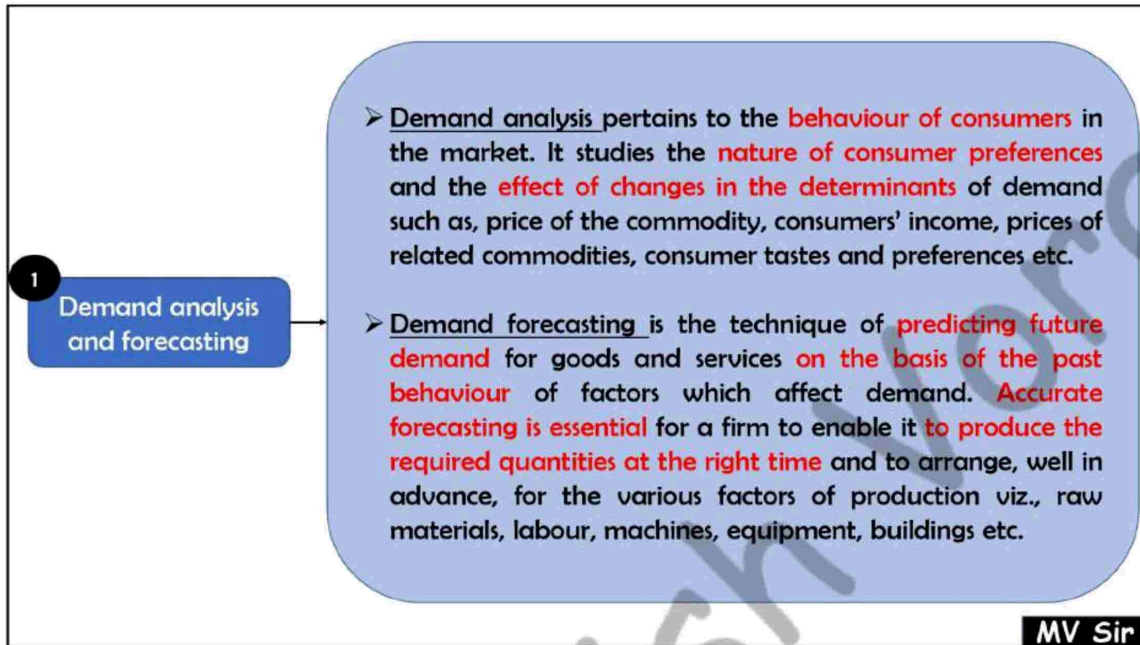 ➢ Demand analysis pertains to the behaviour of consumers in
the market. It studies the nature of consumer preferences
and the effect of changes in the determinants of demand
such as, price of the commodity, consumers' income, prices of
related commodities, consumer tastes and preferences etc.
1
Demand analysis
and forecasting
➢ Demand forecasting is the technique of predicting future
demand for goods and services on the basis of the past
behaviour of factors which affect demand. Accurate
forecasting is essential for a firm to enable it to produce the
required quantities at the right time and to arrange, well in
advance, for the various factors of production viz., raw
materials, labour, machines, equipment, buildings etc.
MV Sir